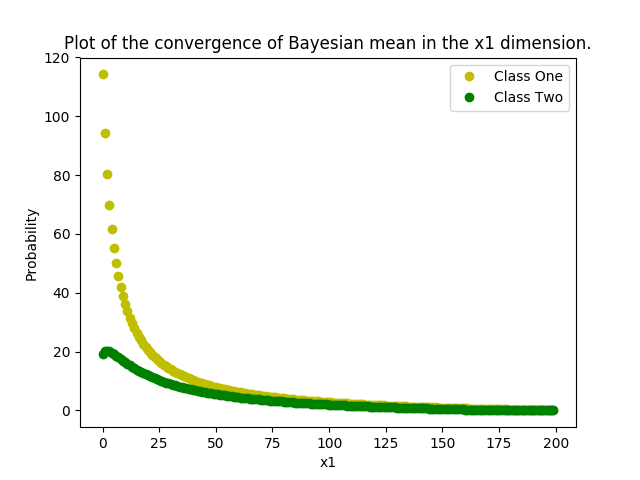 Plot of the convergence of Bayesian mean in the x1 dimension.
120
100
80
60
40
20
0
Probability
Class One
Class Two
0 25 50 75 100 125 150 175 200
x1